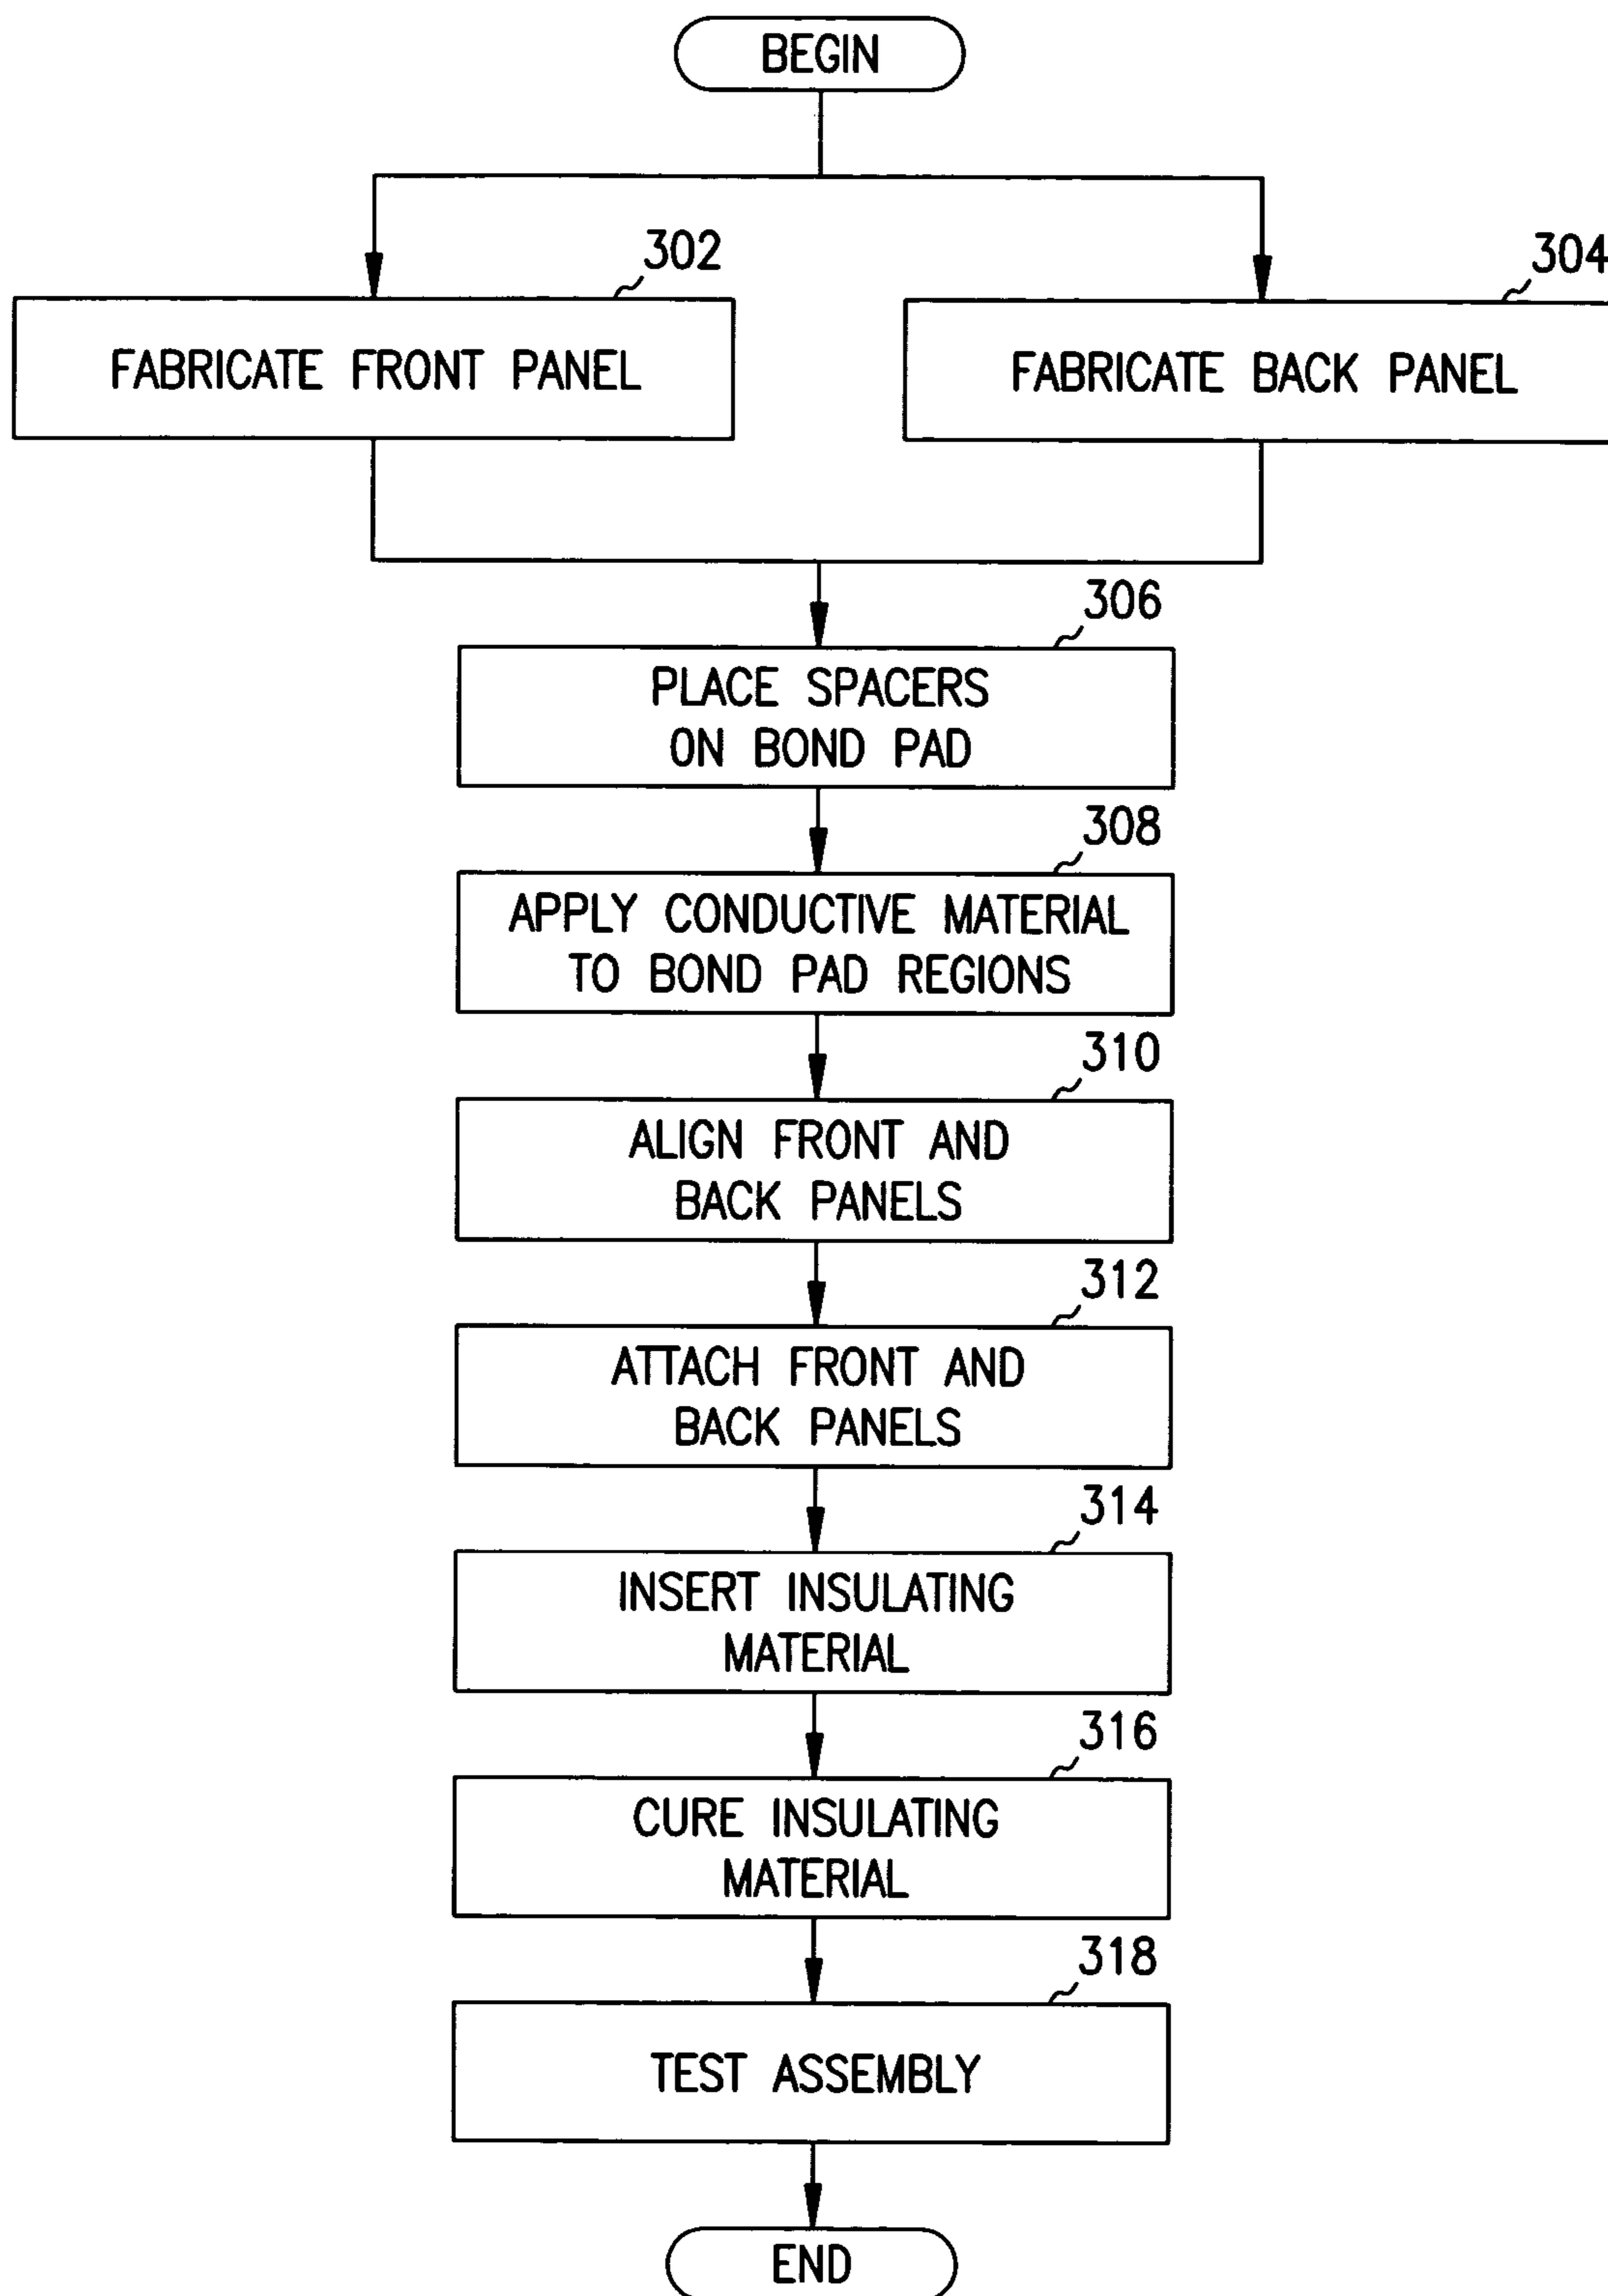 BEGIN
302
FABRICATE FRONT PANEL
304
FABRICATE BACK PANEL
306
PLACE SPACERS
ON BOND PAD
308
APPLY CONDUCTIVE MATERIAL
TO BOND PAD REGIONS
310
ALIGN FRONT AND
BACK PANELS
312
ATTACH FRONT AND
BACK PANELS
314
INSERT INSULATING
MATERIAL
316
CURE INSULATING
MATERIAL
318
TEST ASSEMBLY
END